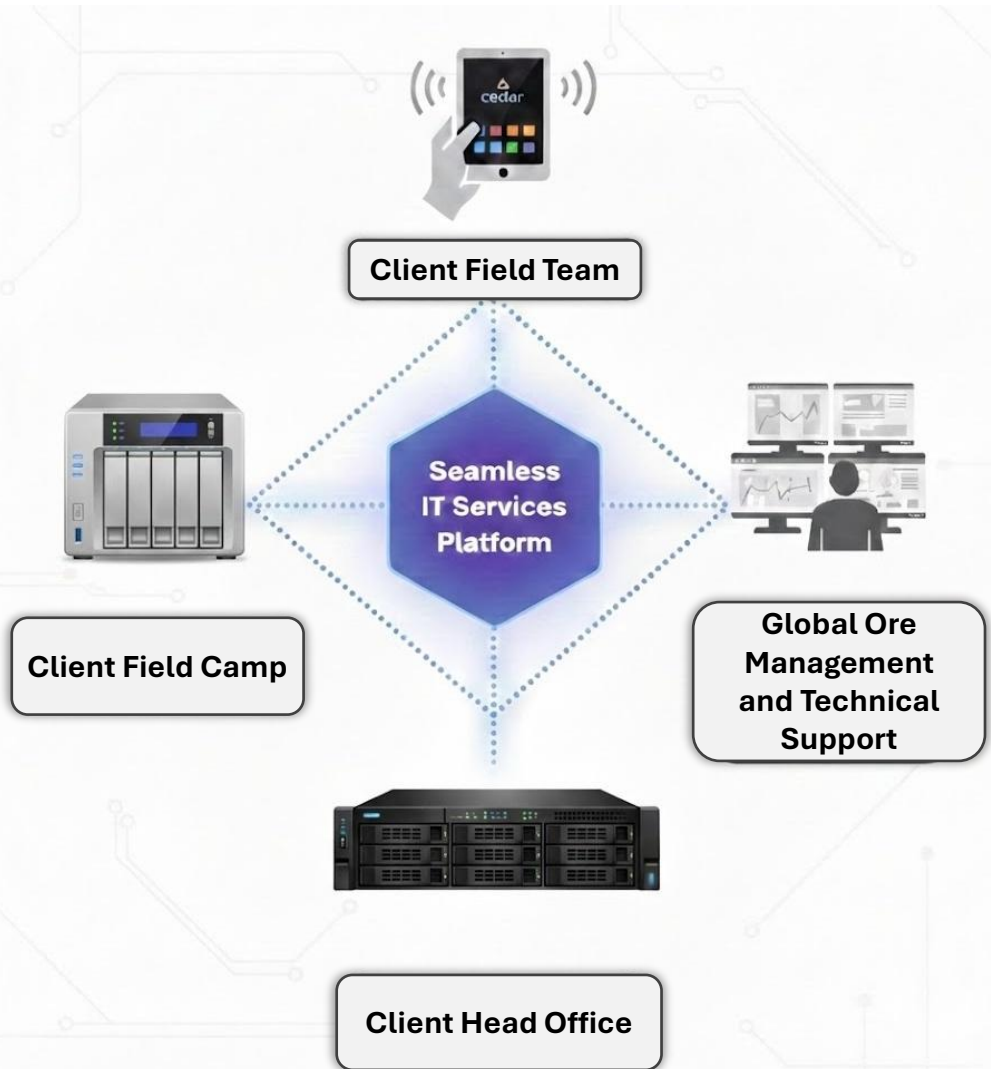 cedar
Client Field Team
Seamless
IT Services
Platform
Client Field Camp
Global Ore
Management
and Technical
Support
Client Head Office